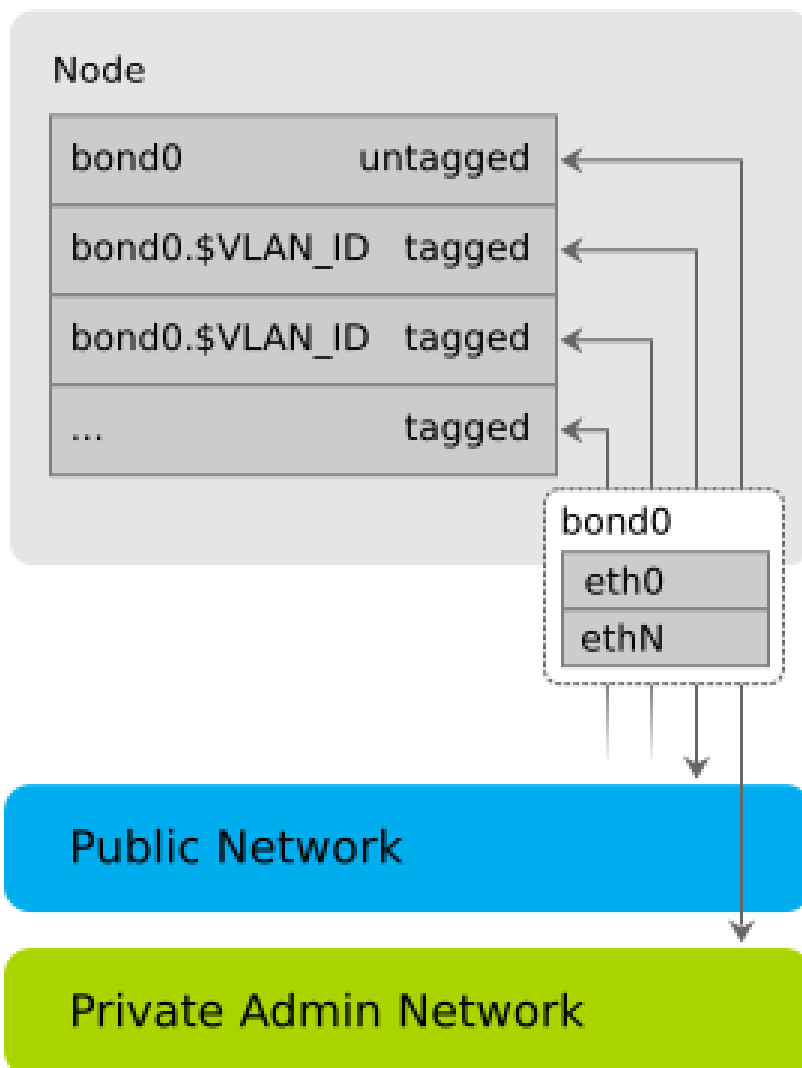 Node
bond0 untagged
bond0.$VLAN_ID tagged
bond0.$VLAN_ID tagged
... tagged
bond0
eth0
ethN
Public Network
Private Admin Network